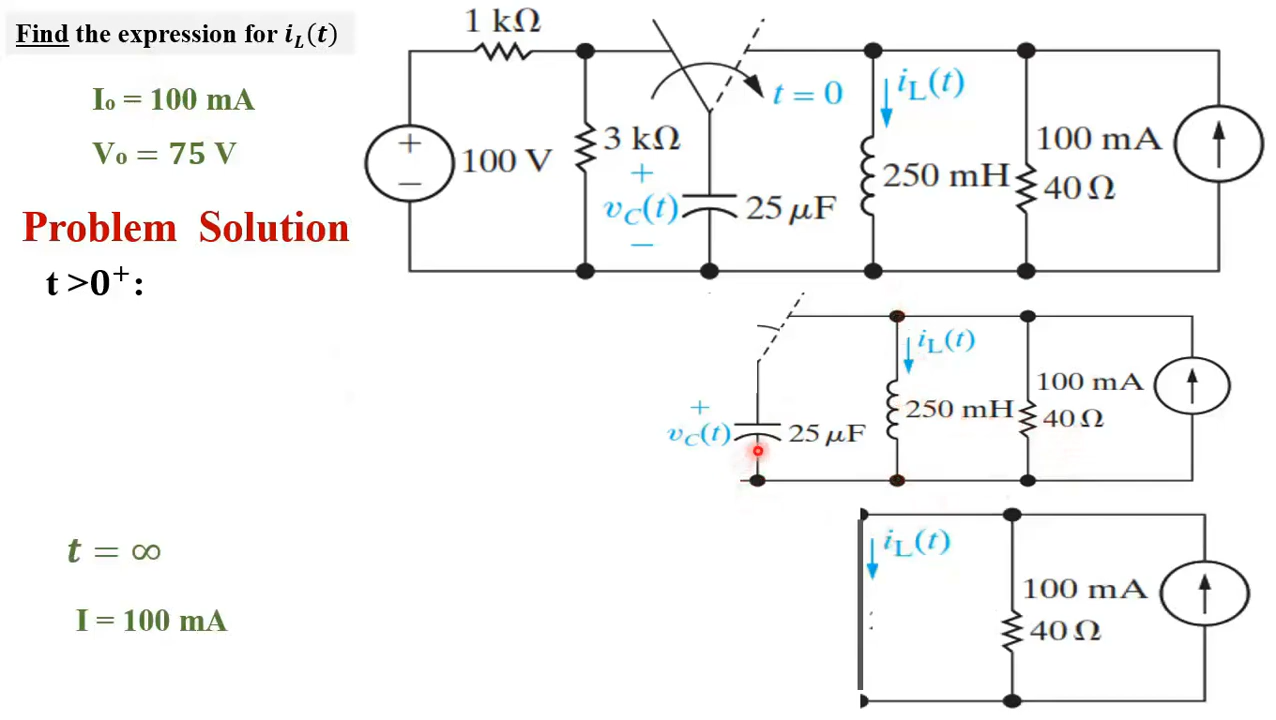 Find the expression for i_L(t)
I₀ = 100 mA
V₀ = 75 V
Problem Solution
t >0⁺:
t = ∞
I = 100 mA
1 kΩ
t = 0
i_L(t)
+
−
100 V
3 kΩ
+
v_C(t)
−
25 μF
250 mH
100 mA
40 Ω
i_L(t)
+
v_C(t)
25 μF
250 mH
100 mA
40 Ω
i_L(t)
:
100 mA
40 Ω